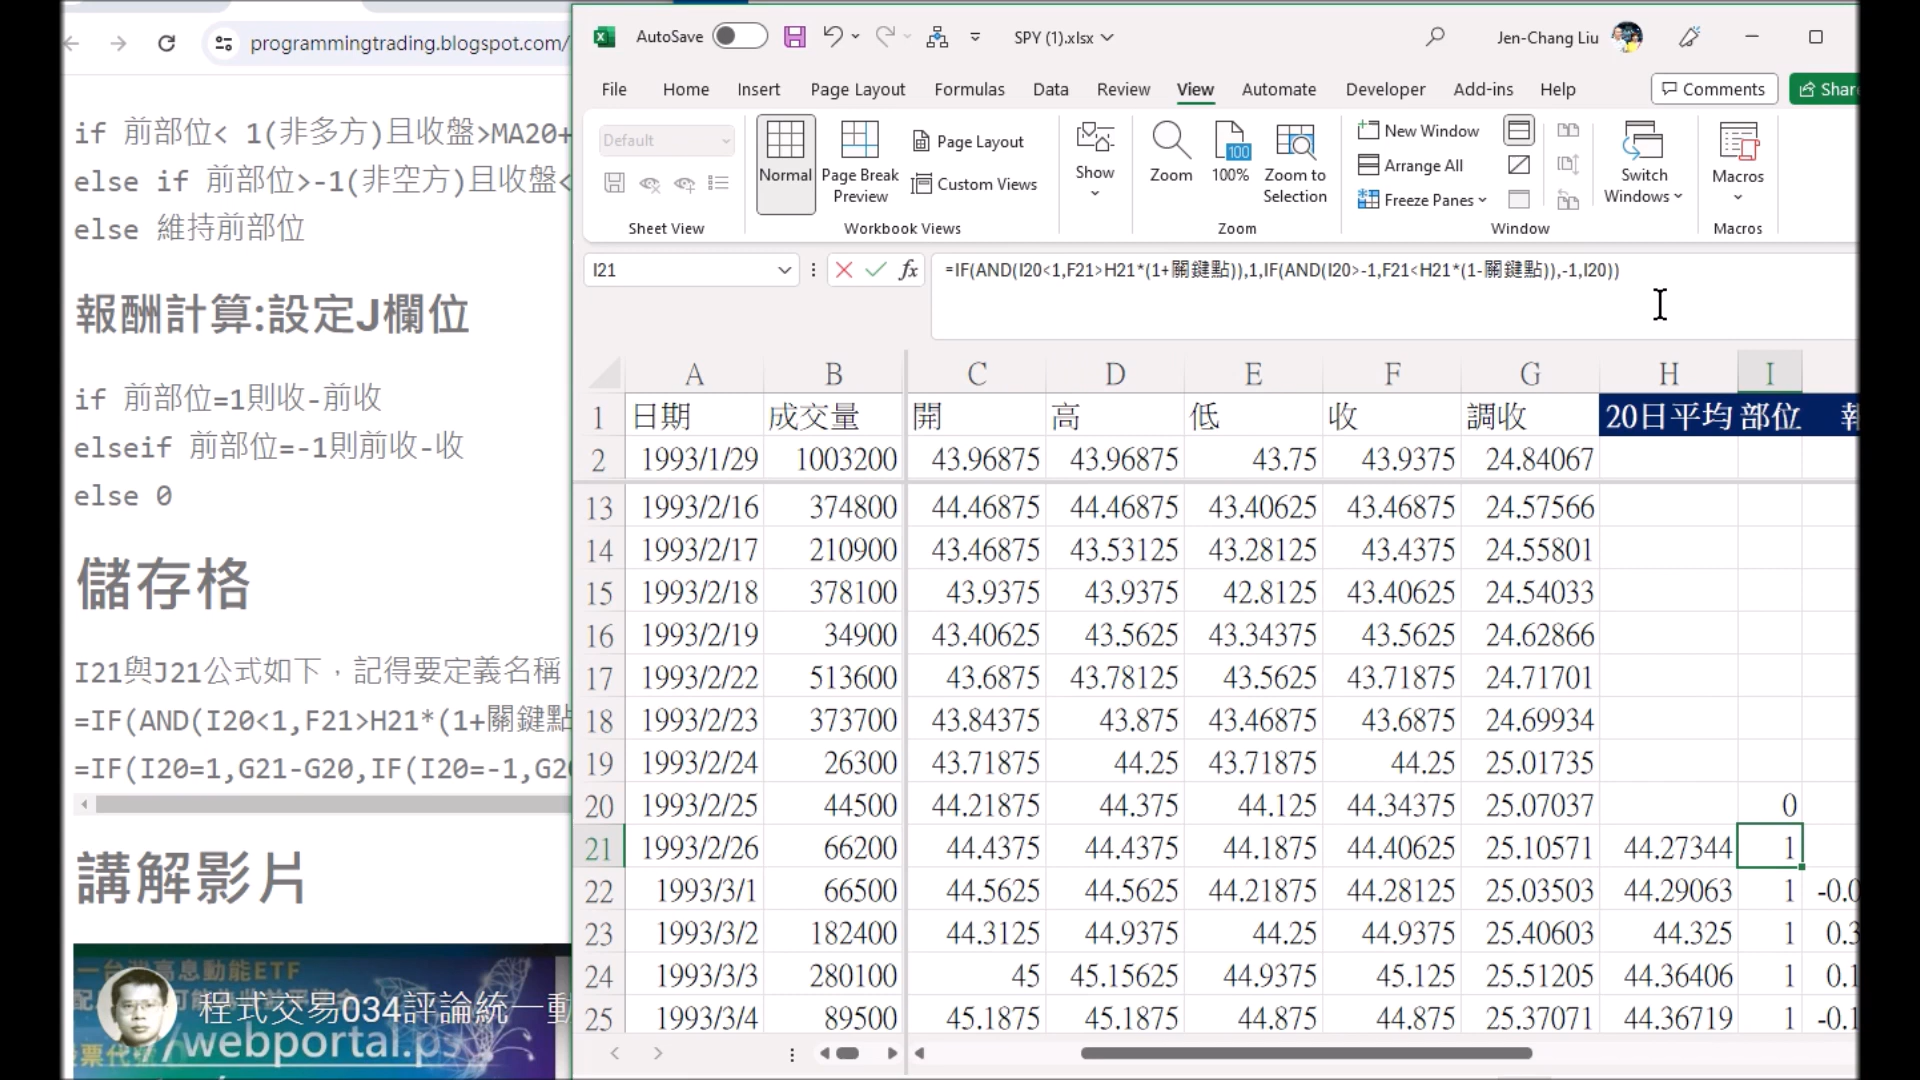 programmingtrading.blogspot.com/
if 前部位< 1(非多方)且收盤>MA20+
else if 前部位>-1(非空方)且收盤<
else 維持前部位
報酬計算:設定J欄位
if 前部位=1則收-前收
elseif 前部位=-1則前收-收
else 0
儲存格
I21與J21公式如下，記得要定義名稱
=IF(AND(I20<1,F21>H21*(1+關鍵點
=IF(I20=1,G21-G20,IF(I20=-1,G2
講解影片
程式交易034評論統一動
/webportal.p
AutoSave
SPY (1).xlsx
Jen-Chang Liu
File Home Insert Page Layout Formulas Data Review View Automate Developer Add-ins Help Comments Shar
Default
Sheet View
Normal
Page Break Preview
Page Layout
Custom Views
Workbook Views
Show
Zoom
100%
Zoom to Selection
Zoom
New Window
Arrange All
Freeze Panes
Switch Windows
Window
Macros
Macros
I21 fx =IF(AND(I20<1,F21>H21*(1+關鍵點)),1,IF(AND(I20>-1,F21<H21*(1-關鍵點)),-1,I20))
A B C D E F G H I
1 日期 成交量 開 高 低 收 調收 20日平均 部位
2 1993/1/29 1003200 43.96875 43.96875 43.75 43.9375 24.84067
13 1993/2/16 374800 44.46875 44.46875 43.40625 43.46875 24.57566
14 1993/2/17 210900 43.46875 43.53125 43.28125 43.4375 24.55801
15 1993/2/18 378100 43.9375 43.9375 42.8125 43.40625 24.54033
16 1993/2/19 34900 43.40625 43.5625 43.34375 43.5625 24.62866
17 1993/2/22 513600 43.6875 43.78125 43.5625 43.71875 24.71701
18 1993/2/23 373700 43.84375 43.875 43.46875 43.6875 24.69934
19 1993/2/24 26300 43.71875 44.25 43.71875 44.25 25.01735
20 1993/2/25 44500 44.21875 44.375 44.125 44.34375 25.07037 0
21 1993/2/26 66200 44.4375 44.4375 44.1875 44.40625 25.10571 44.27344 1
22 1993/3/1 66500 44.5625 44.5625 44.21875 44.28125 25.03503 44.29063 1 -0.0
23 1993/3/2 182400 44.3125 44.9375 44.25 44.9375 25.40603 44.325 1 0.3
24 1993/3/3 280100 45 45.15625 44.9375 45.125 25.51205 44.36406 1 0.1
25 1993/3/4 89500 45.1875 45.1875 44.875 44.875 25.37071 44.36719 1 -0.1